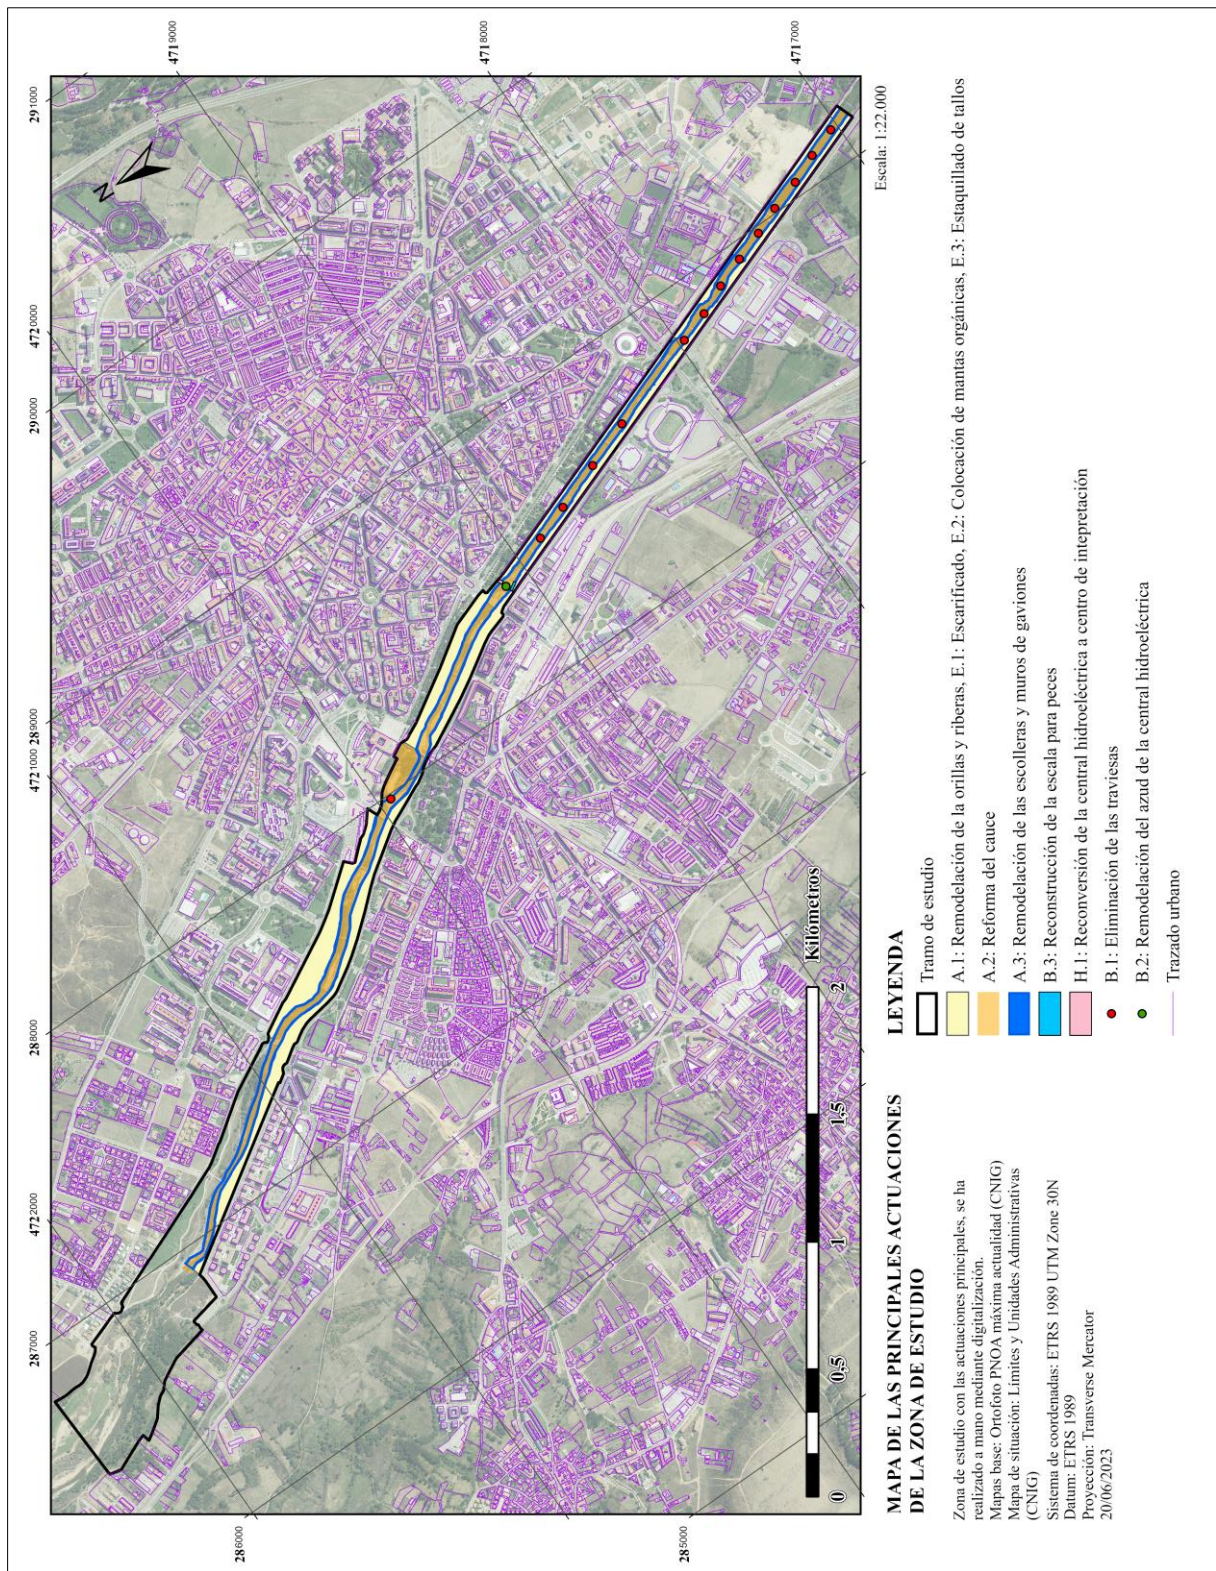 291000
4719000
4718000
4717000
4720000
290000
289000
4721000
288000
4722000
287000
286000
285000
N
Kilómetros
0
0,5
1
1,5
2
Escala: 1:22.000
MAPA DE LAS PRINCIPALES ACTUACIONES
DE LA ZONA DE ESTUDIO
Zona de estudio con las actuaciones principales, se ha
realizado a mano mediante digitalización.
Mapas base: Ortofoto PNOA máxima actualidad (CNIG)
Mapa de situación: Limites y Unidades Administrativas
(CNIG)
Sistema de coordenadas: ETRS 1989 UTM Zone 30N
Datum: ETRS 1989
Proyección: Transverse Mercator
20/06/2023
LEYENDA
Tramo de estudio
A.1: Remodelación de la orillas y riberas, E.1: Escarificado, E.2: Colocación de mantas orgánicas, E.3: Estaquillado de tallos
A.2: Reforma del cauce
A.3: Remodelación de las escolleras y muros de gaviones
B.3: Reconstrucción de la escala para peces
H.1: Reconversión de la central hidroeléctrica a centro de intepretación
B.1: Eliminación de las traviesas
B.2: Remodelación del azud de la central hidroeléctrica
Trazado urbano